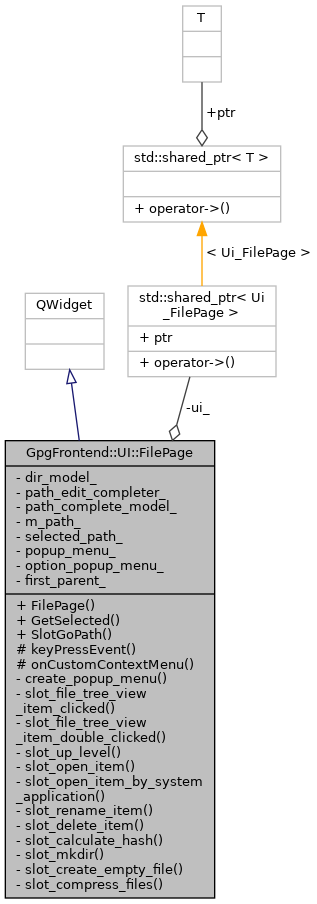 T
+ptr
std::shared_ptr< T >
+ operator->()
< Ui_FilePage >
std::shared_ptr< Ui
_FilePage >
+ ptr
+ operator->()
QWidget
-ui_
GpgFrontend::UI::FilePage
- dir_model_
- path_edit_completer_
- path_complete_model_
- m_path_
- selected_path_
- popup_menu_
- option_popup_menu_
- first_parent_
+ FilePage()
+ GetSelected()
+ SlotGoPath()
# keyPressEvent()
# onCustomContextMenu()
- create_popup_menu()
- slot_file_tree_view
_item_clicked()
- slot_file_tree_view
_item_double_clicked()
- slot_up_level()
- slot_open_item()
- slot_open_item_by_system
_application()
- slot_rename_item()
- slot_delete_item()
- slot_calculate_hash()
- slot_mkdir()
- slot_create_empty_file()
- slot_compress_files()